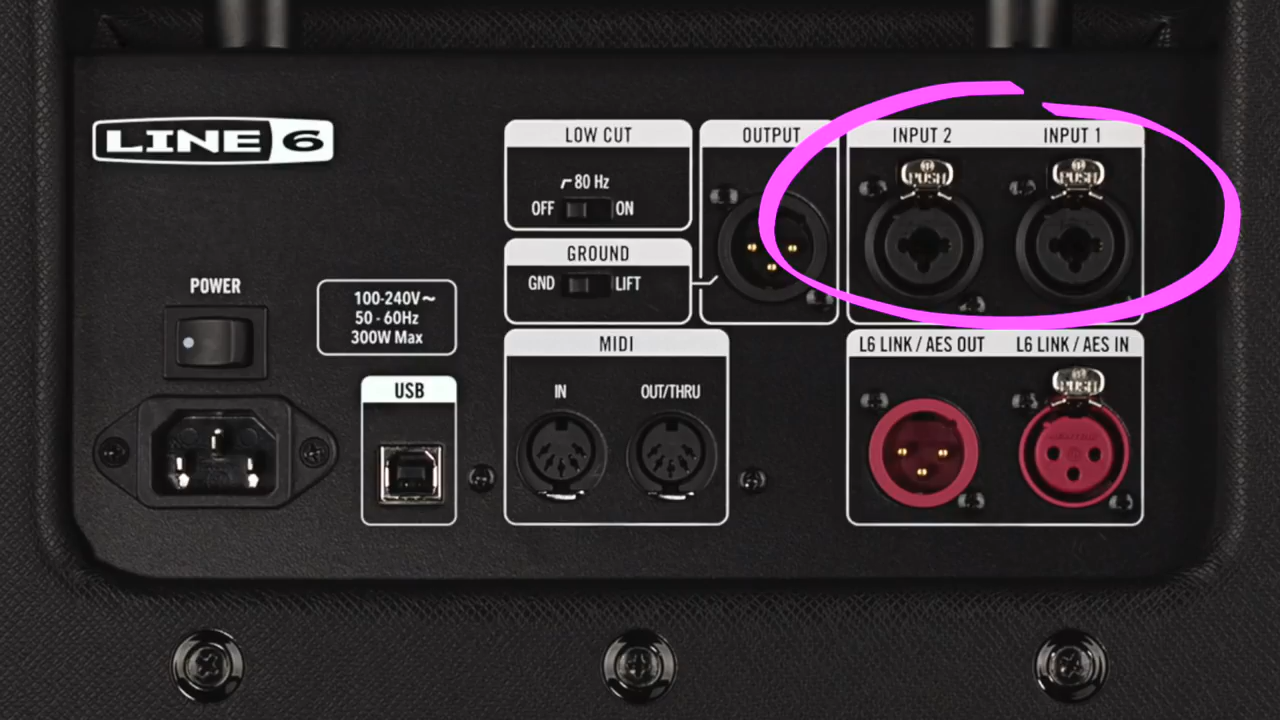 LINE 6
LOW CUT
80 Hz
OFF ON
GROUND
GND LIFT
OUTPUT
INPUT 2 INPUT 1
PUSH PUSH
POWER
100-240V~
50 - 60Hz
300W Max
USB
MIDI
IN OUT/THRU
L6 LINK / AES OUT L6 LINK / AES IN
PUSH